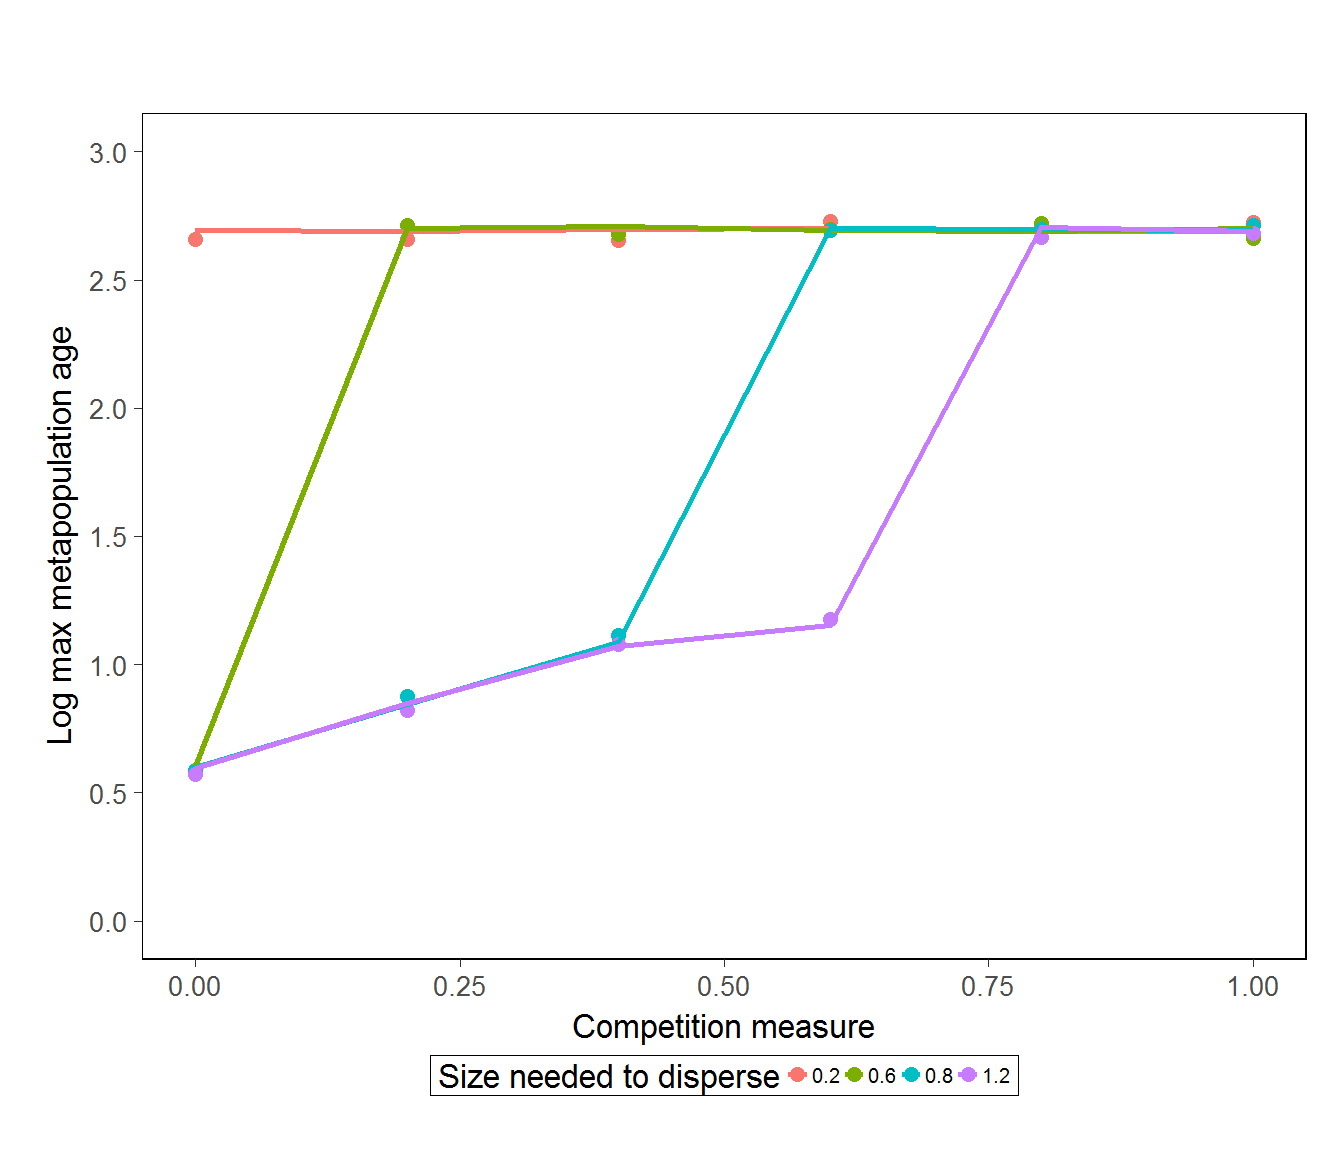 3.0
2.5
2.0
1.5
1.0
0.5
0.0
Log max metapopulation age
0.00 0.25 0.50 0.75 1.00
Competition measure
Size needed to disperse 0.2 0.6 0.8 1.2